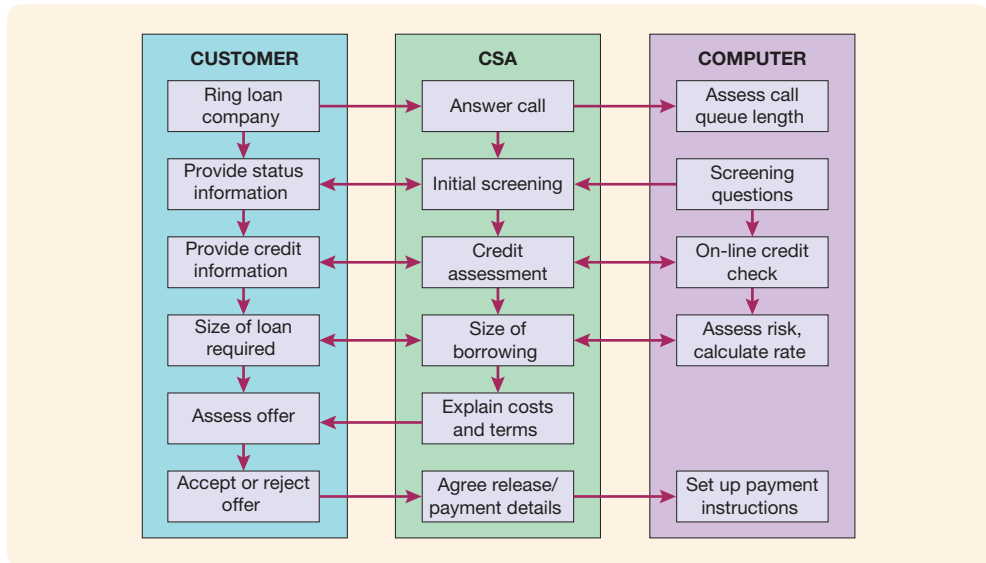 CUSTOMER
CSA
COMPUTER
Ring loan
company
Answer call
Assess call
queue length
Provide status
information
Initial screening
Screening
questions
Provide credit
information
Credit
assessment
On-line credit
check
Size of loan
required
Size of
borrowing
Assess risk,
calculate rate
Assess offer
Explain costs
and terms
Accept or reject
offer
Agree release/
payment details
Set up payment
instructions